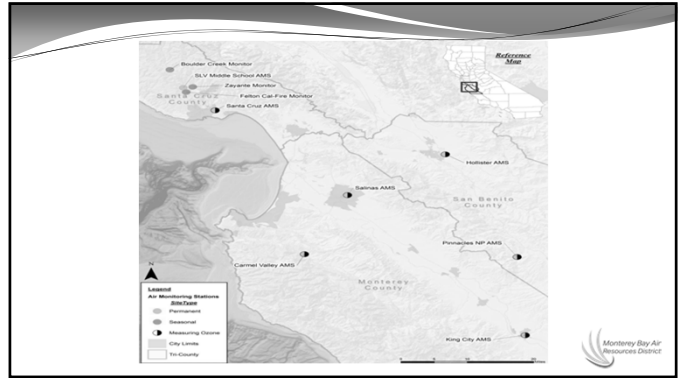 Reference
Map
Boulder Creek Monitor
SLV Middle School AMS
Zayante Monitor
Felton Cal-Fire Monitor
Santa Cruz
County
Santa Cruz AMS
Hollister AMS
Salinas AMS
San Benito
County
Pinnacles NP AMS
Carmel Valley AMS
Monterey
County
King City AMS
N
Legend
Air Monitoring Stations
SiteType
Permanent
Seasonal
Measuring Ozone
City Limits
Tri-County
Monterey Bay Air
Resources District